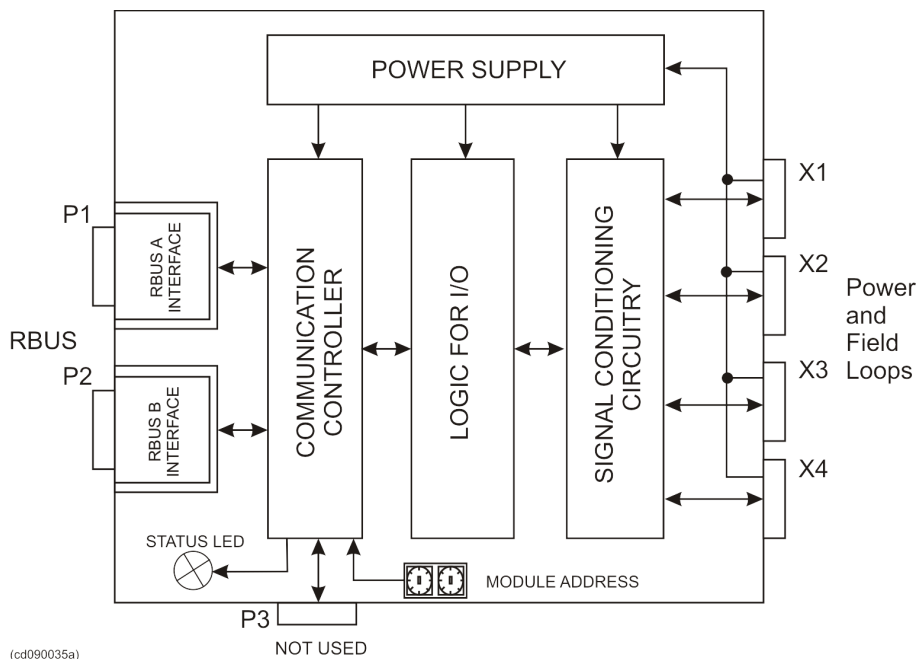 POWER SUPPLY
X1
P1
RBUS A
INTERFACE
COMMUNICATION
CONTROLLER
LOGIC FOR I/O
SIGNAL CONDITIONING
CIRCUITRY
X2
Power
and
Field
Loops
RBUS
P2
RBUS B
INTERFACE
X3
X4
STATUS LED
MODULE ADDRESS
P3
NOT USED
(cd090035a)